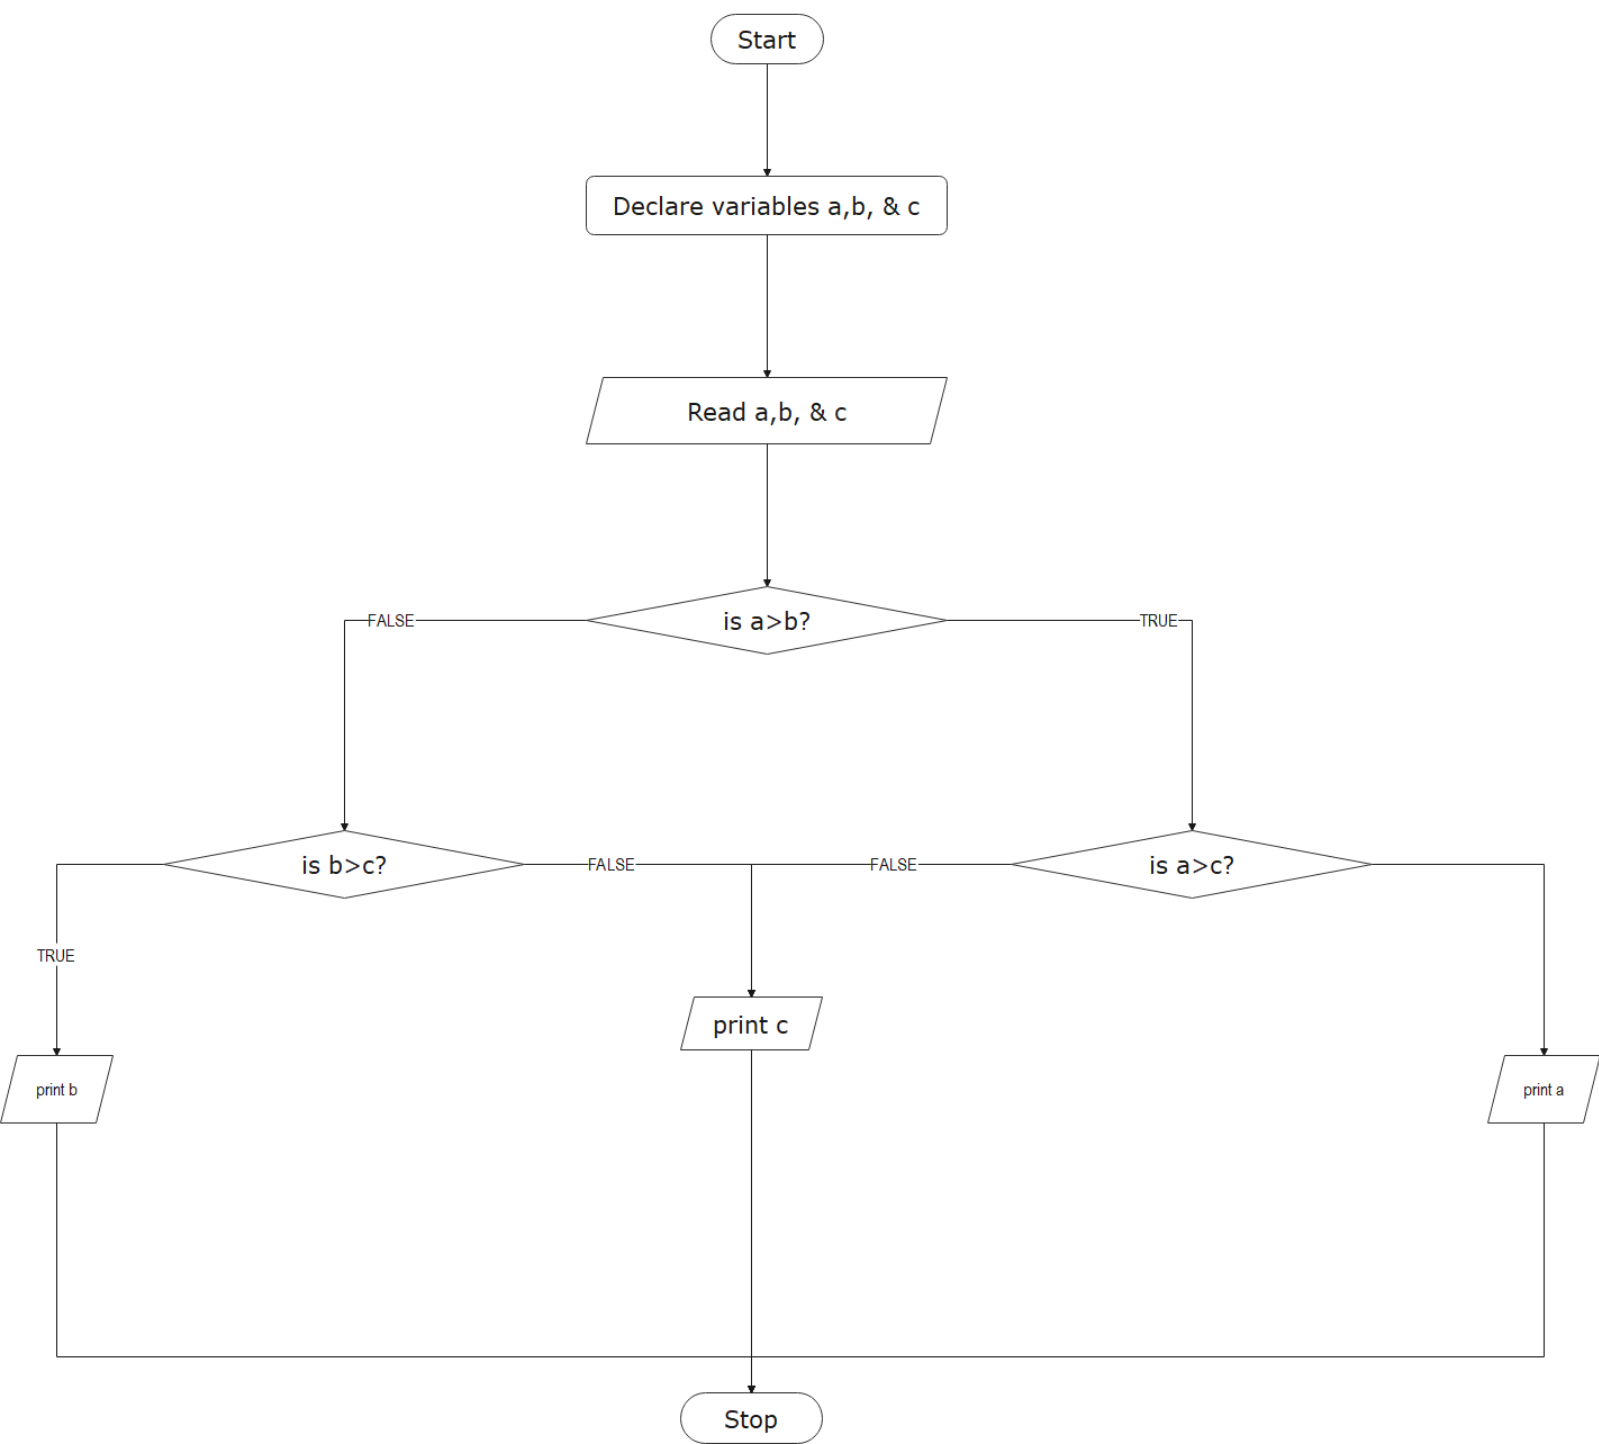 Start
Declare variables a,b, & c
Read a,b, & c
FALSE
is a>b?
TRUE
is b>c?
FALSE
FALSE
is a>c?
TRUE
print c
print b
print a
Stop